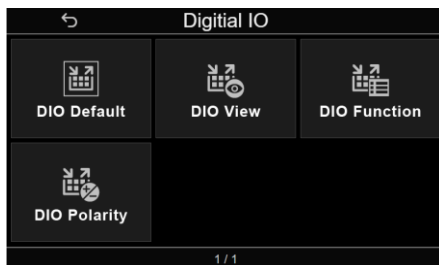 Digitial IO
DIO Default
DIO View
DIO Function
DIO Polarity
1 / 1